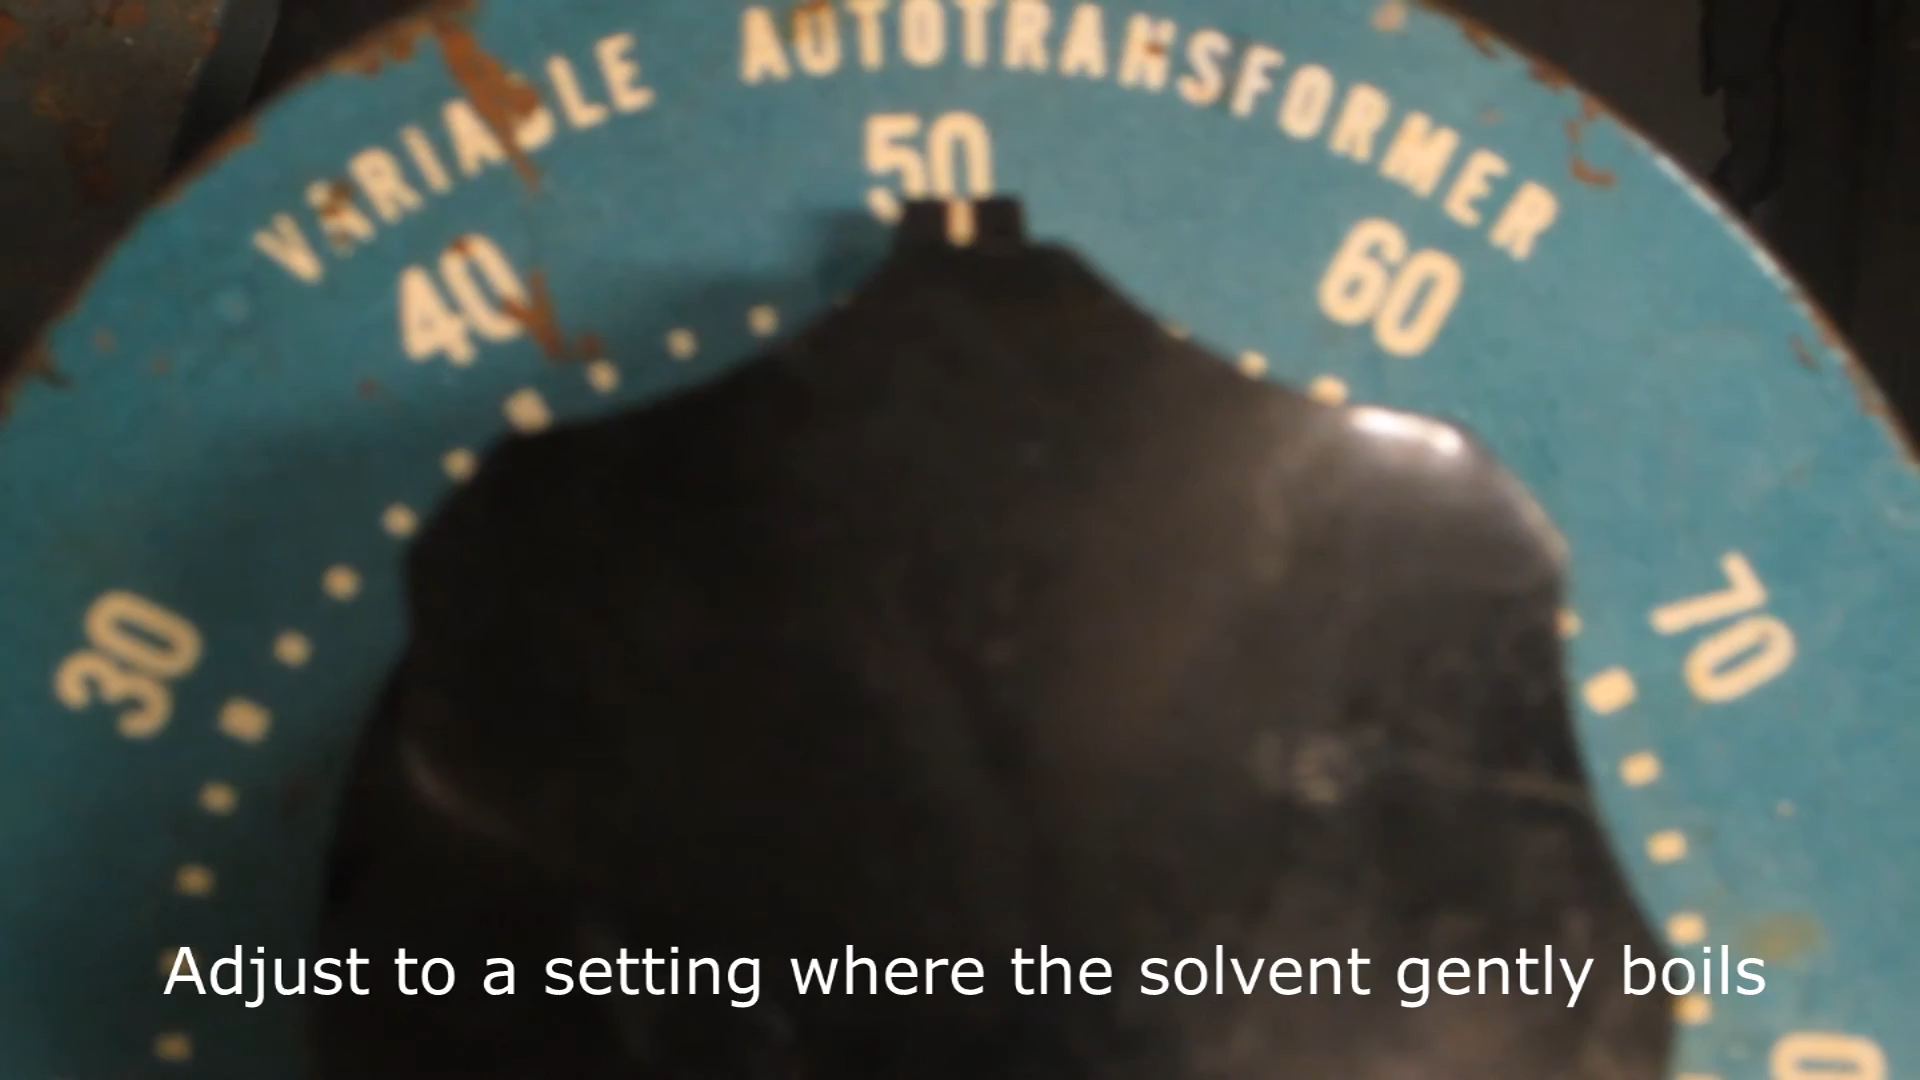 VARIABLE AUTOTRANSFORMER
50
40
60
30
70
Adjust to a setting where the solvent gently boils